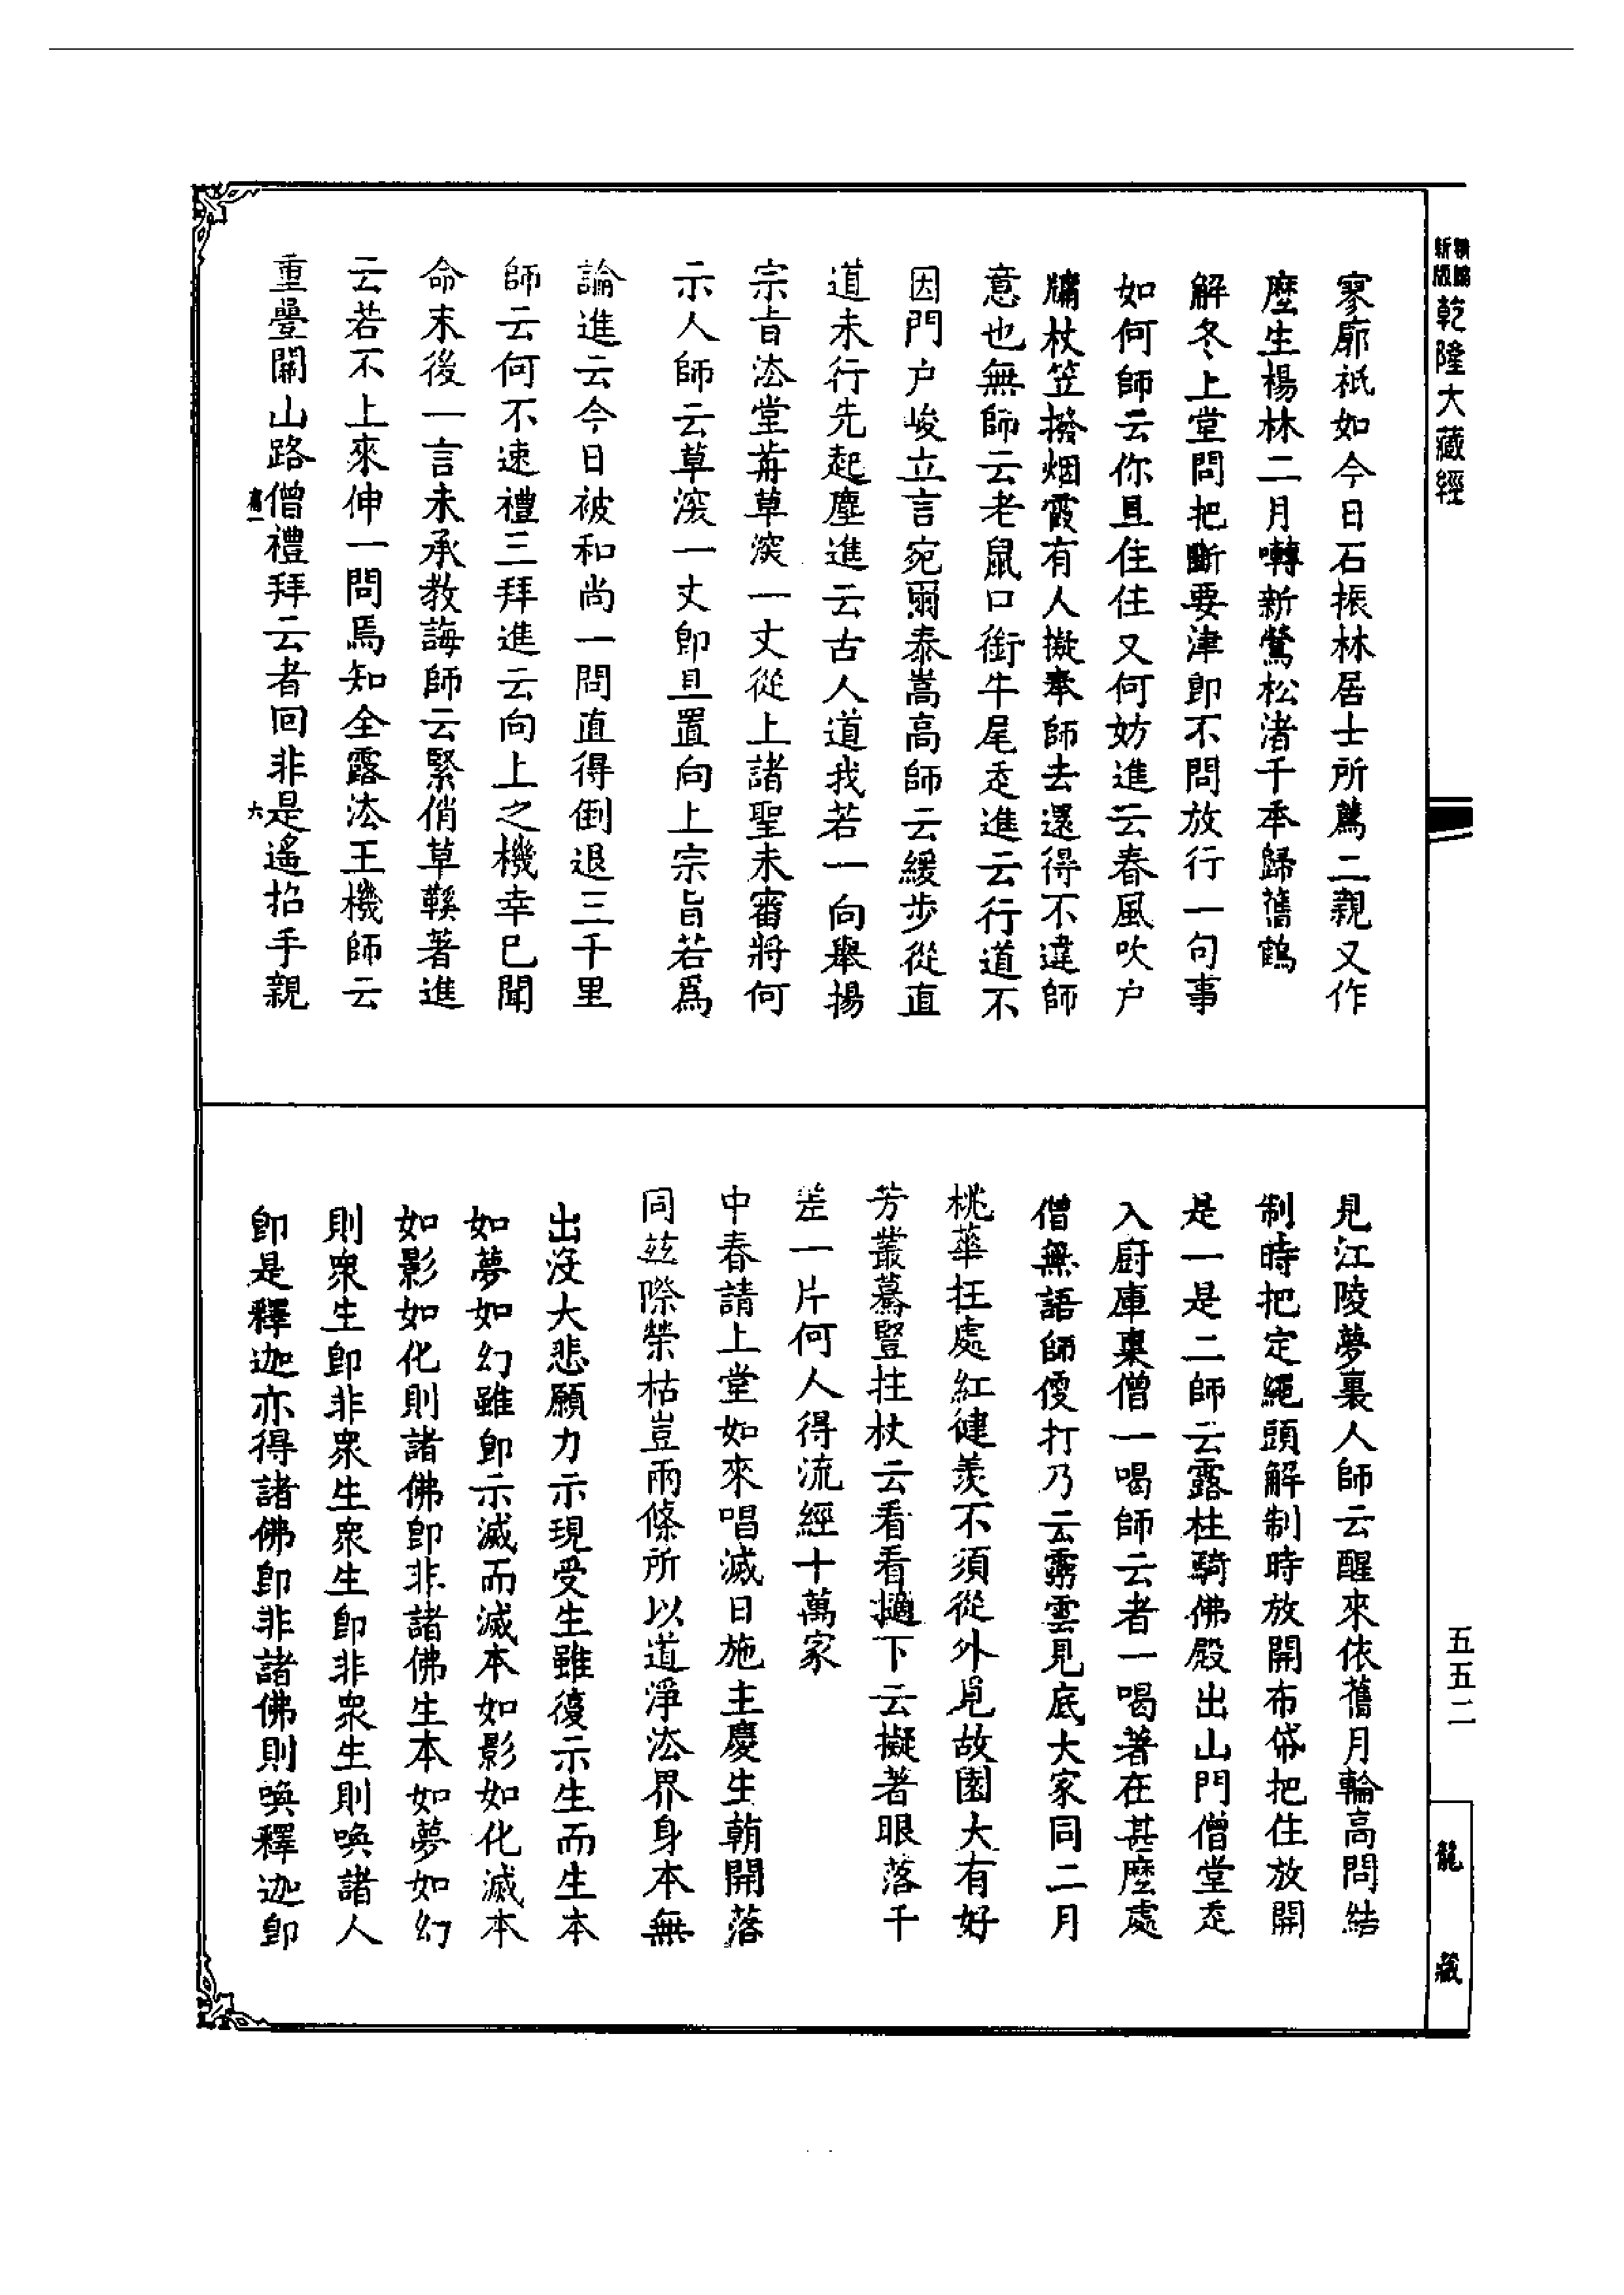 新版
乾隆大藏經
寥廓祇如今日石振林居士所薦二親又作
麼生楊林二月囀新鶯松渚千季歸舊鶴
解冬上堂問把斷要津即不問放行一句事
如何師云你且住住又何妨進云春風吹户
牖杖笠撥烟霞有人擬奉師去還得不違師
意也無師云老鼠口銜牛尾走進云行道不
因門户峻立言宛爾泰嵩高師云緩步從直
道未行先起塵進云古人道我若一向舉揚
宗旨法堂前草深一丈從上諸聖未審將何
示人師云草深一丈即且置向上宗旨若爲
論進云今日被和尚一問直得倒退三千里
師云何不速禮三拜進云向上之機幸已聞
命末後一言未承教誨師云緊俏草鞵著進
云若不上來伸一問焉知全露法王機師云
重疊關山路僧禮拜云者回非是遙招手親
六
見江陵夢裏人師云醒來依舊月輪高問結
制時把定繩頭解制時放開布帒把住放開
是一是二師云露柱騎佛殿出山門僧堂走
入廚庫裏僧一喝師云者一喝著在甚麼處
僧無語師便打乃云霧雲見底大家同二月
桃華在處紅健羨不須從外覓故園大有好
芳叢驀豎拄杖云看看擿下云擬著眼落千
差一片何人得流經十萬家
中春請上堂如來唱滅日施主慶生朝開落
同茲際榮枯豈兩條所以道淨法界身本無
出沒大悲願力示現受生雖復示生而生本
如夢如幻雖即示滅而滅本如影如化滅本
如影如化則諸佛即非諸佛生本如夢如幻
則衆生即非衆生衆生即非衆生則喚諸人
即是釋迦亦得諸佛即非諸佛則喚釋迦即
五五二
龍藏